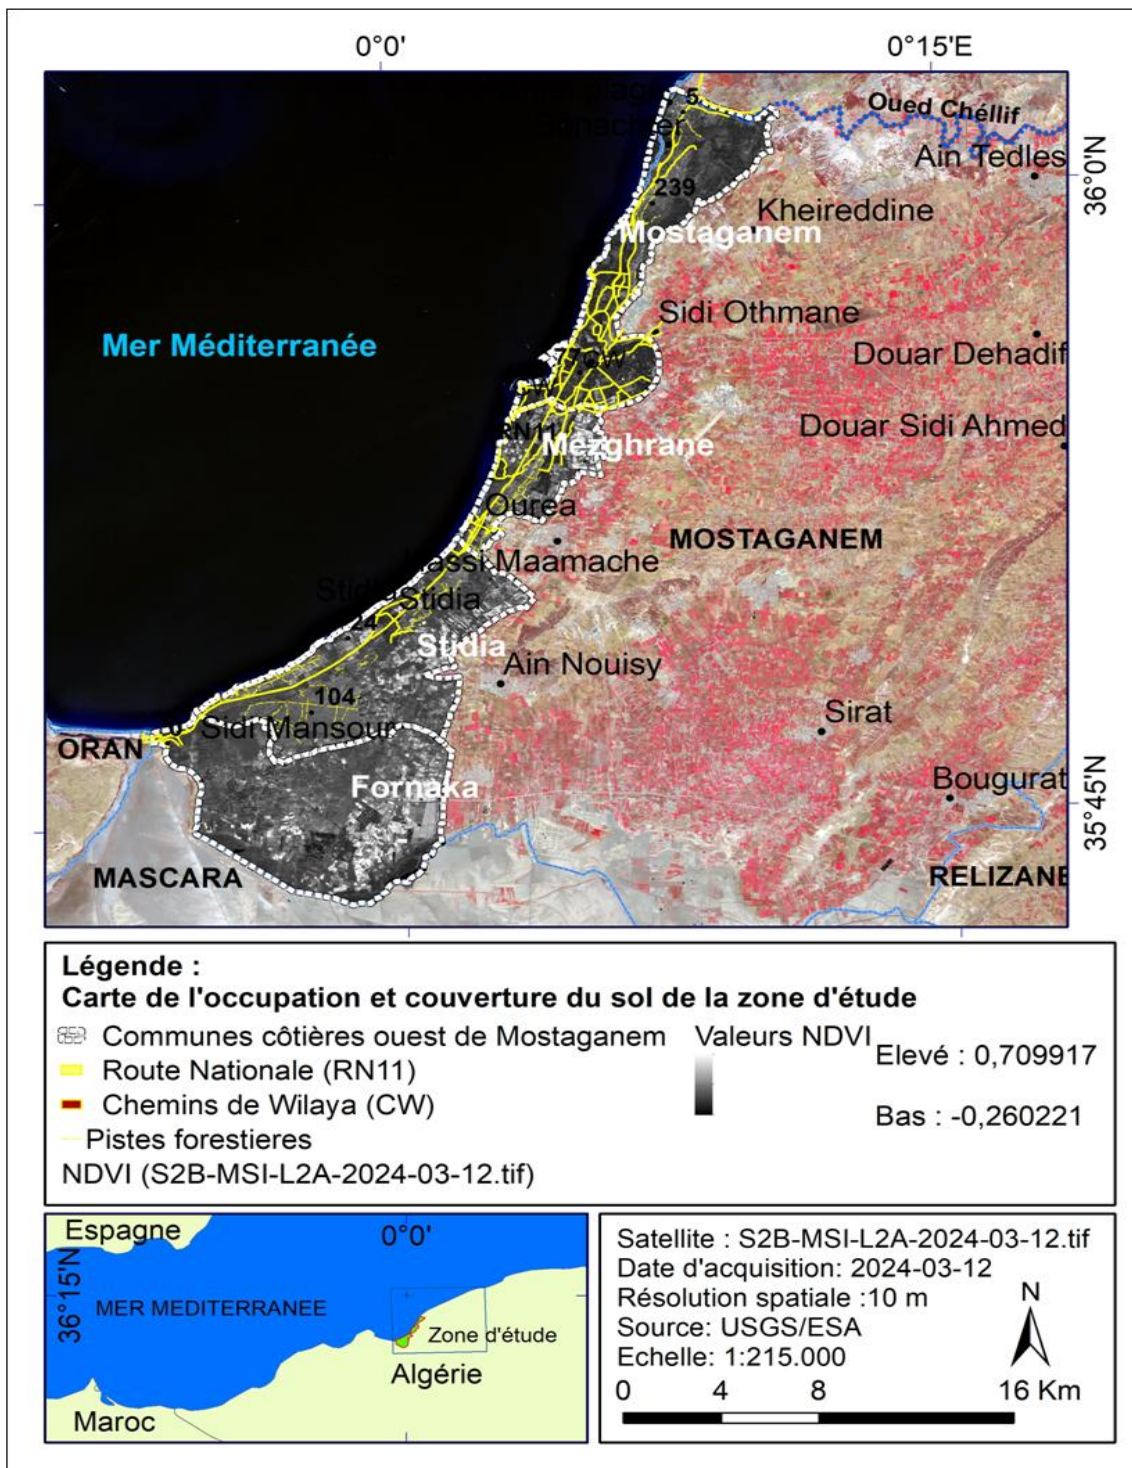 0°0'
0°15'E
5
Oued Chéllif
Ain Tedles
36°0'N
239
Kheireddine
Mostaganem
Sidi Othmane
Mer Méditerranée
Douar Dehadif
CW
RN11
Douar Sidi Ahmed
Mezghrane
Ourea
MOSTAGANEM
Hassi Maamache
Stidia
Stidia
24
Stidia
Ain Nouisy
104
Sidi Mansour
Sirat
ORAN
Fornaka
Bougurat
35°45'N
MASCARA
RELIZANE
Légende :
Carte de l'occupation et couverture du sol de la zone d'étude
Communes côtières ouest de Mostaganem
Valeurs NDVI
Elevé : 0,709917
Route Nationale (RN11)
Chemins de Wilaya (CW)
Bas : -0,260221
Pistes forestieres
NDVI (S2B-MSI-L2A-2024-03-12.tif)
Espagne
0°0'
36°15'N
MER MEDITERRANEE
Zone d'étude
Algérie
Maroc
Satellite : S2B-MSI-L2A-2024-03-12.tif
Date d'acquisition: 2024-03-12
Résolution spatiale :10 m
N
Source: USGS/ESA
Echelle: 1:215.000
0 4 8 16 Km